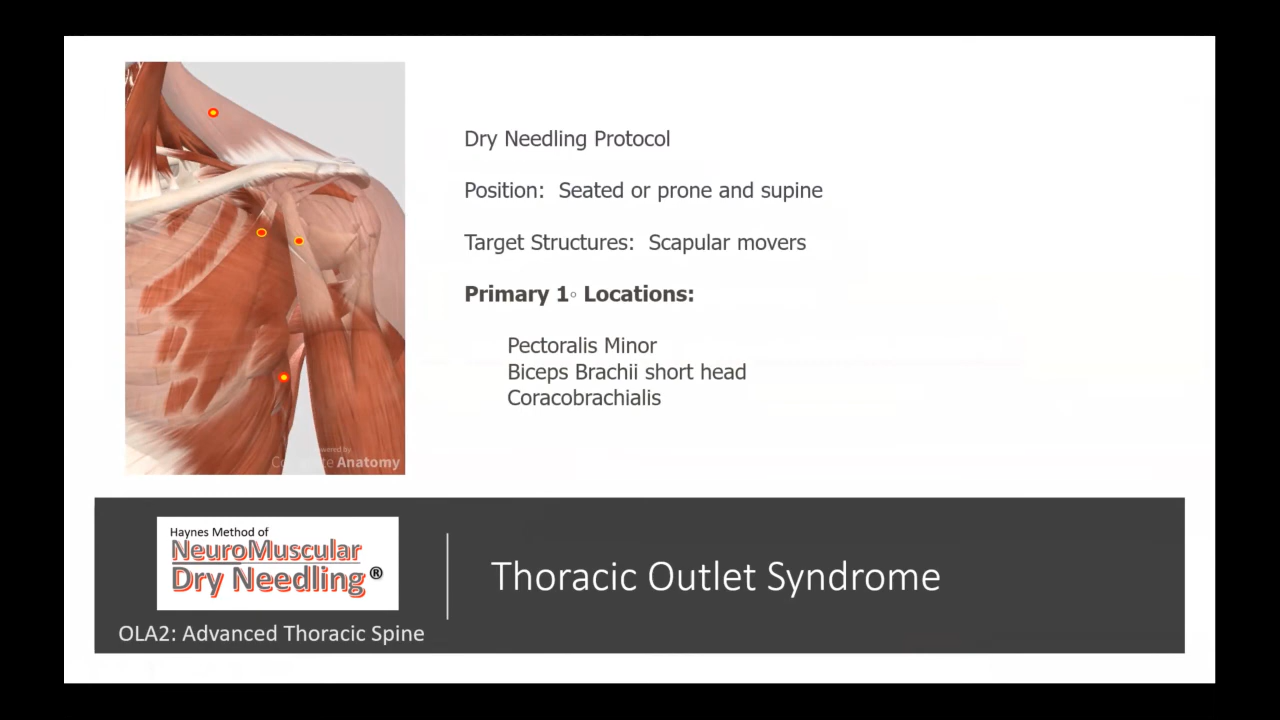 Dry Needling Protocol
Position: Seated or prone and supine
Target Structures: Scapular movers
Primary 1◦ Locations:
Pectoralis Minor
Biceps Brachii short head
Coracobrachialis
Anatomy
Haynes Method of
NeuroMuscular
Dry Needling®
OLA2: Advanced Thoracic Spine
Thoracic Outlet Syndrome